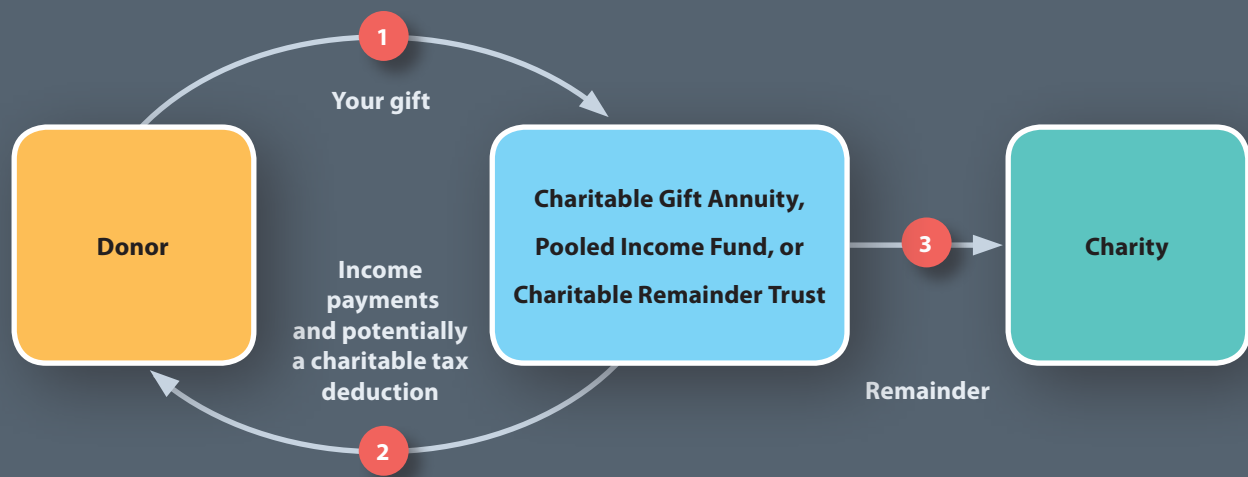 1
Your gift
Donor
Charitable Gift Annuity,
Pooled Income Fund, or
Charitable Remainder Trust
3
Charity
Income
payments
and potentially
a charitable tax
deduction
Remainder
2